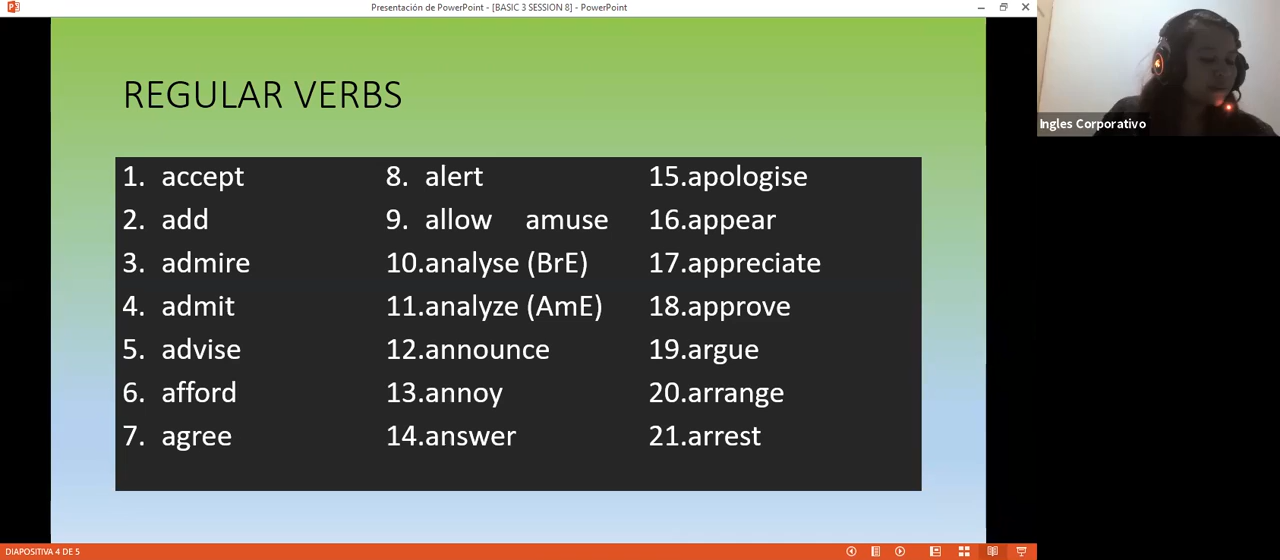 Presentación de PowerPoint - [BASIC 3 SESSION 8] - PowerPoint
REGULAR VERBS
1. accept
2. add
3. admire
4. admit
5. advise
6. afford
7. agree
8. alert
9. allow amuse
10.analyse (BrE)
11.analyze (AmE)
12.announce
13.annoy
14.answer
15.apologise
16.appear
17.appreciate
18.approve
19.argue
20.arrange
21.arrest
Ingles Corporativo
DIAPOSITIVA 4 DE 5